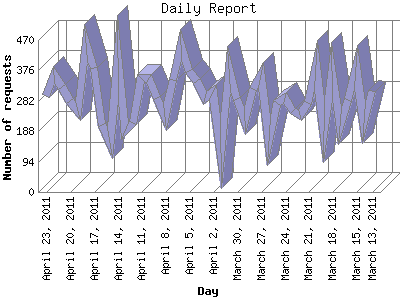 Daily Report
Number of requests
470
376
282
188
94
0
April 23, 2011
April 20, 2011
April 17, 2011
April 14, 2011
April 11, 2011
April 8, 2011
April 5, 2011
April 2, 2011
March 30, 2011
March 27, 2011
March 24, 2011
March 21, 2011
March 18, 2011
March 15, 2011
March 13, 2011
Day